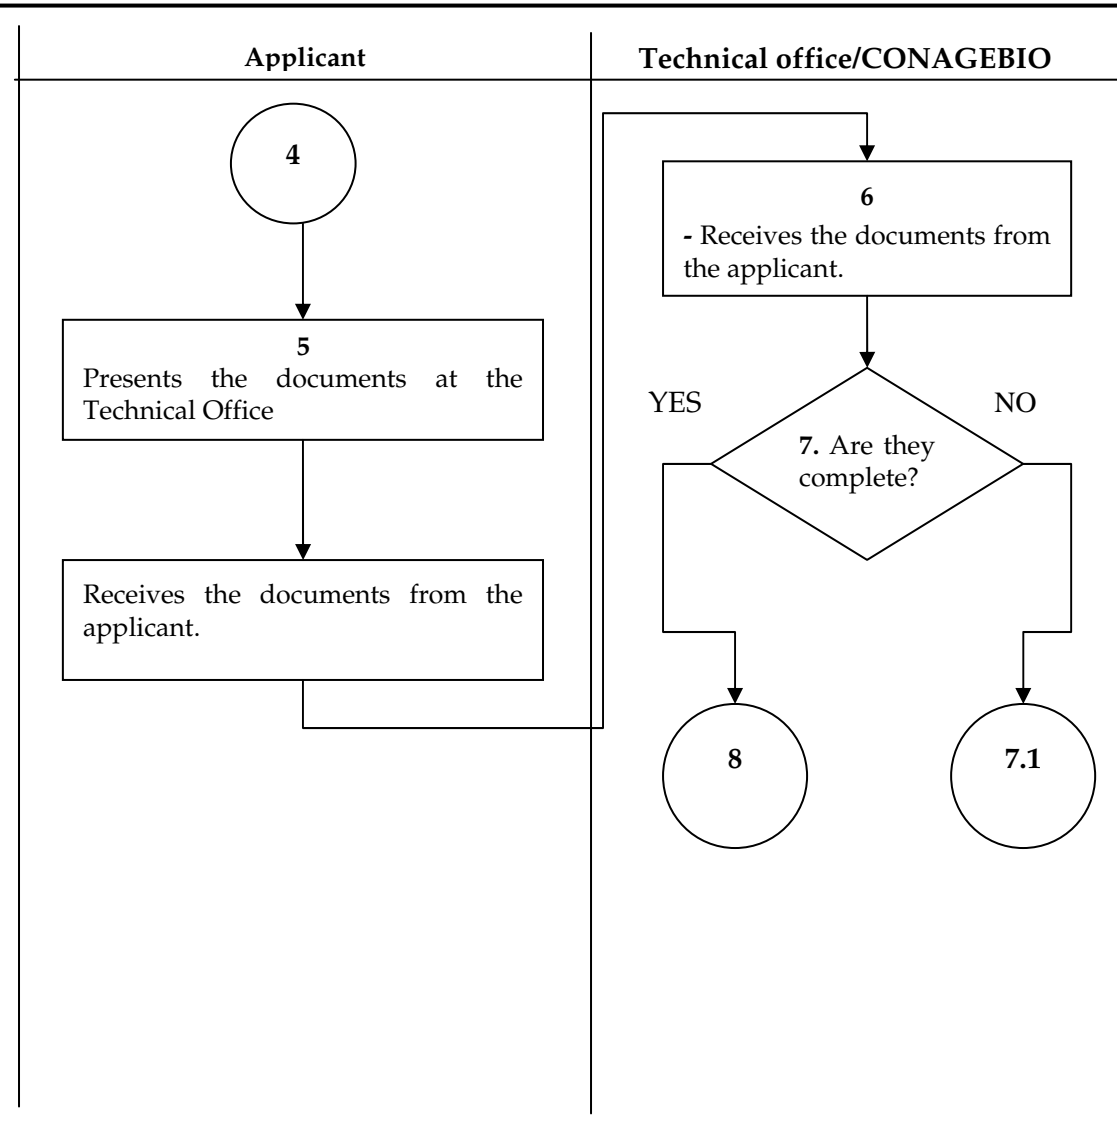 Applicant
Technical office/CONAGEBIO
4
5
Presents the documents at the
Technical Office
Receives the documents from the
applicant.
6
- Receives the documents from
the applicant.
YES
NO
7. Are they
complete?
8
7.1